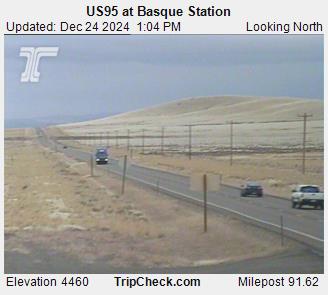 US95 at Basque Station
Updated: Dec 24 2024 1:04 PM Looking North
Elevation 4460 TripCheck.com Milepost 91.62